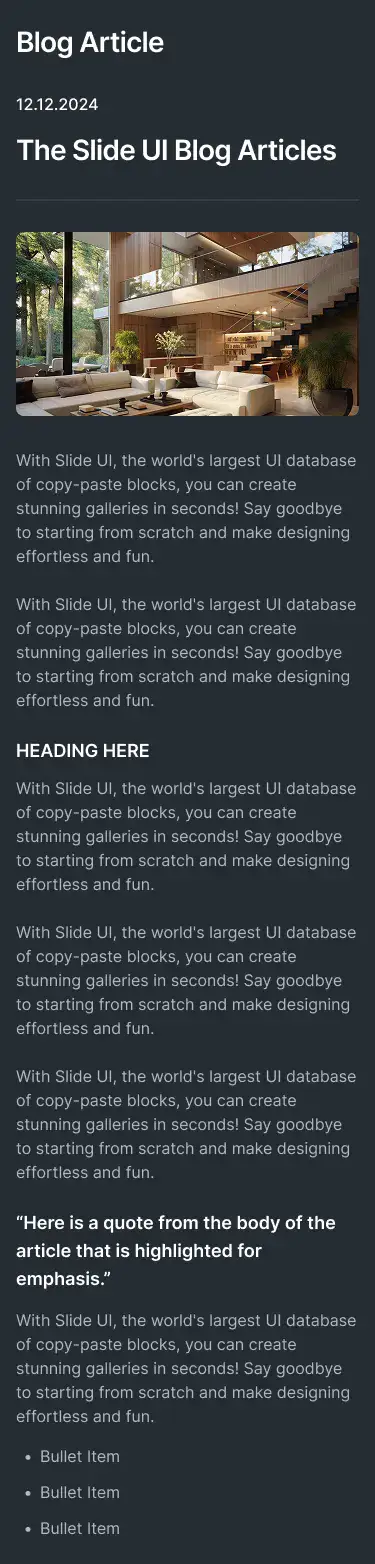 Blog Article
12.12.2024
The Slide UI Blog Articles
With Slide UI, the world's largest UI database
of copy-paste blocks, you can create
stunning galleries in seconds! Say goodbye
to starting from scratch and make designing
effortless and fun.
With Slide UI, the world's largest UI database
of copy-paste blocks, you can create
stunning galleries in seconds! Say goodbye
to starting from scratch and make designing
effortless and fun.
HEADING HERE
With Slide UI, the world's largest UI database
of copy-paste blocks, you can create
stunning galleries in seconds! Say goodbye
to starting from scratch and make designing
effortless and fun.
With Slide UI, the world's largest UI database
of copy-paste blocks, you can create
stunning galleries in seconds! Say goodbye
to starting from scratch and make designing
effortless and fun.
With Slide UI, the world's largest UI database
of copy-paste blocks, you can create
stunning galleries in seconds! Say goodbye
to starting from scratch and make designing
effortless and fun.
“Here is a quote from the body of the
article that is highlighted for
emphasis.”
With Slide UI, the world's largest UI database
of copy-paste blocks, you can create
stunning galleries in seconds! Say goodbye
to starting from scratch and make designing
effortless and fun.
• Bullet Item
• Bullet Item
• Bullet Item